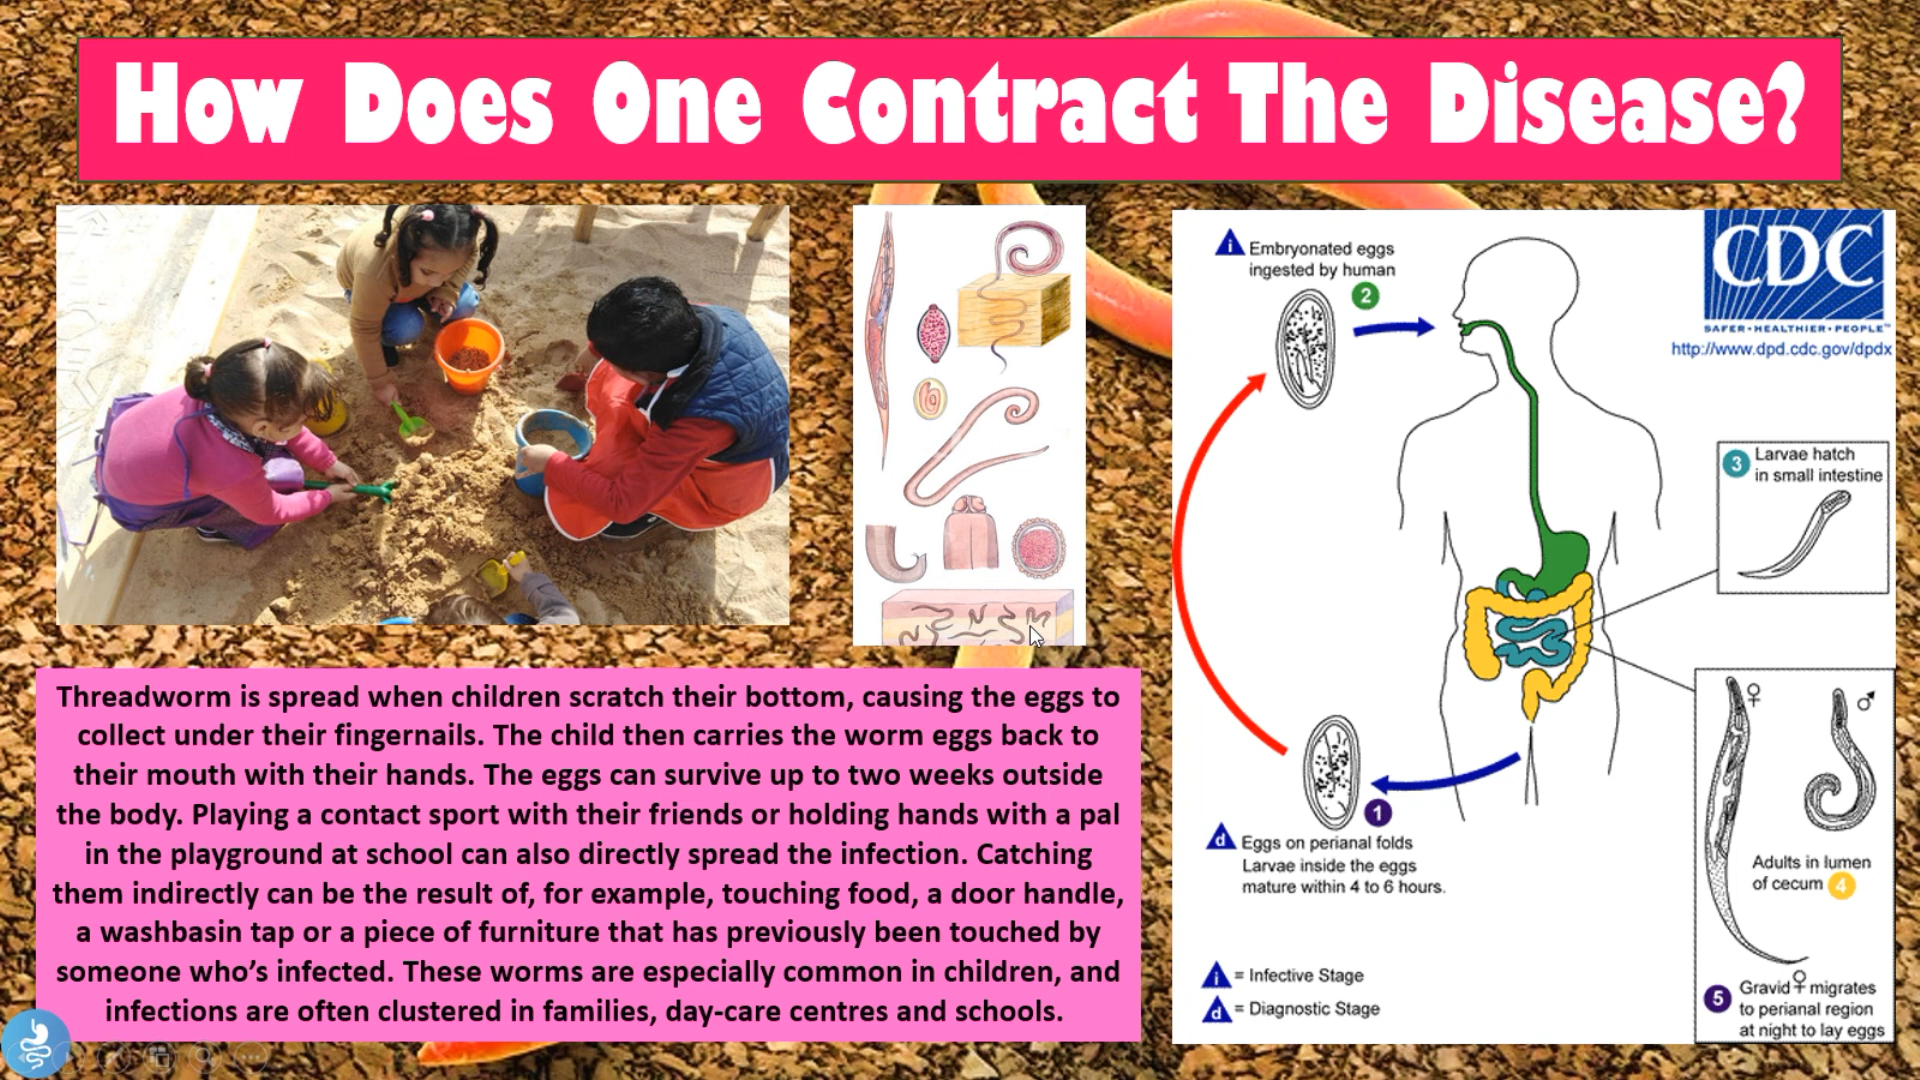 How Does One Contract The Disease?
Threadworm is spread when children scratch their bottom, causing the eggs to
collect under their fingernails. The child then carries the worm eggs back to
their mouth with their hands. The eggs can survive up to two weeks outside
the body. Playing a contact sport with their friends or holding hands with a pal
in the playground at school can also directly spread the infection. Catching
them indirectly can be the result of, for example, touching food, a door handle,
a washbasin tap or a piece of furniture that has previously been touched by
someone who’s infected. These worms are especially common in children, and
infections are often clustered in families, day-care centres and schools.
i Embryonated eggs
ingested by human
2
CDC
SAFER•HEALTHIER•PEOPLE™
http://www.dpd.cdc.gov/dpdx
3 Larvae hatch
in small intestine
1
d Eggs on perianal folds
Larvae inside the eggs
mature within 4 to 6 hours.
♀
♂
Adults in lumen
of cecum 4
i = Infective Stage
d = Diagnostic Stage
5 Gravid ♀ migrates
to perianal region
at night to lay eggs